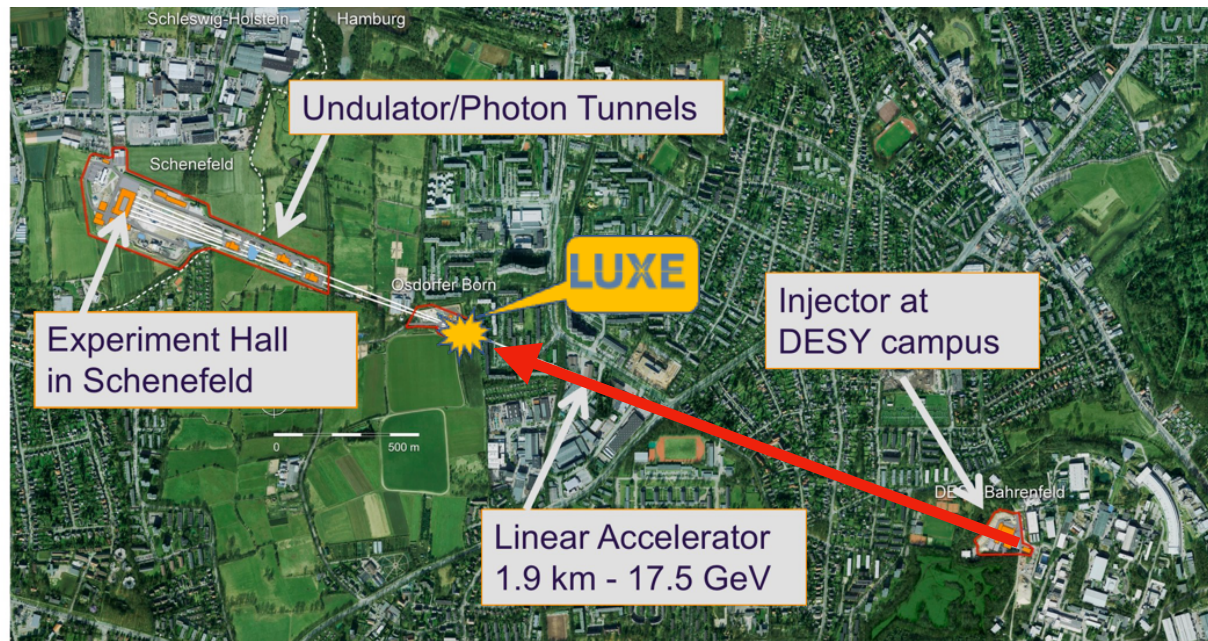 Schleswig-Holstein
Hamburg
Undulator/Photon Tunnels
Schenefeld
LUXE
Osdorfer Born
Injector at
DESY campus
Experiment Hall
in Schenefeld
0
500 m
DESY Bahrenfeld
Linear Accelerator
1.9 km - 17.5 GeV